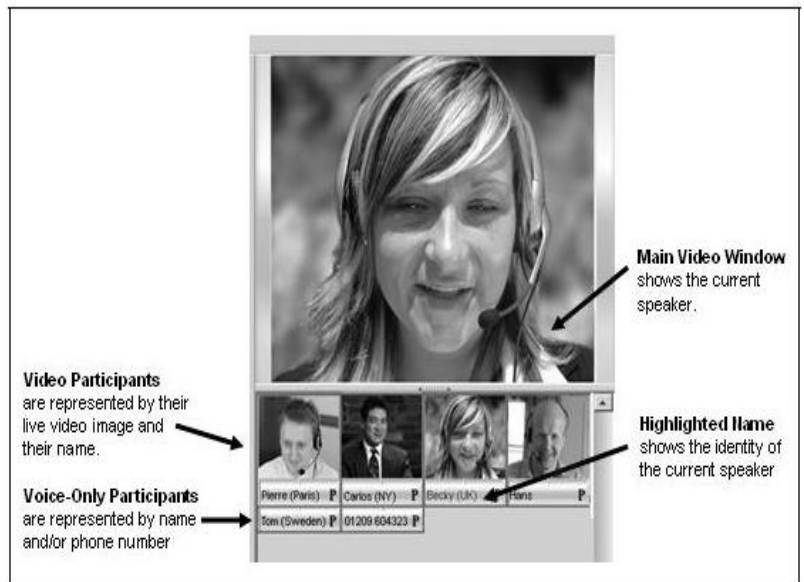 Main Video Window
shows the current
speaker.
Video Participants
are represented by their
live video image and
their name.
Highlighted Name
shows the identity of
the current speaker
Voice-Only Participants
are represented by name
and/or phone number
Pierre (Paris) P Carlos (NY) P Becky (UK) P Hans P
Tom (Sweden) P 01209 604323 P